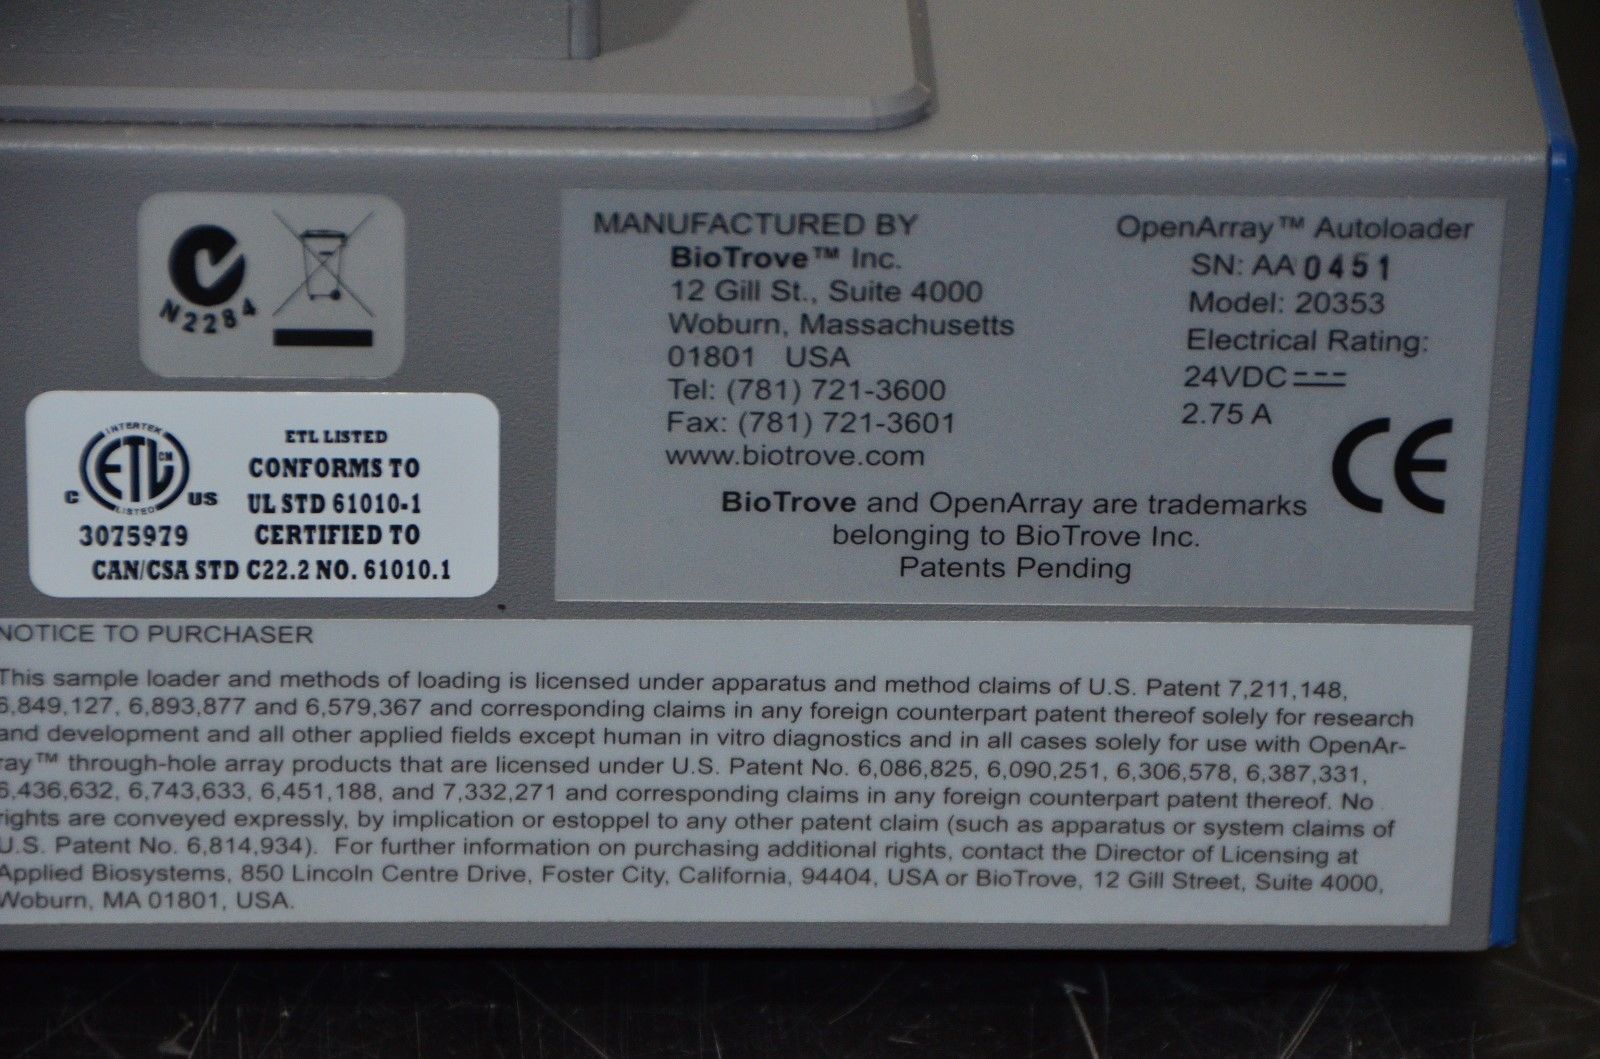 N2284
INTERTEK
ETL CM
LISTED
C US
3075979
ETL LISTED
CONFORMS TO
UL STD 61010-1
CERTIFIED TO
CAN/CSA STD C22.2 NO. 61010.1
MANUFACTURED BY
BioTrove™ Inc.
12 Gill St., Suite 4000
Woburn, Massachusetts
01801 USA
Tel: (781) 721-3600
Fax: (781) 721-3601
www.biotrove.com
OpenArray™ Autoloader
SN: AA 0451
Model: 20353
Electrical Rating:
24VDC
2.75 A
CE
BioTrove and OpenArray are trademarks
belonging to BioTrove Inc.
Patents Pending
NOTICE TO PURCHASER
This sample loader and methods of loading is licensed under apparatus and method claims of U.S. Patent 7,211,148,
6,849,127, 6,893,877 and 6,579,367 and corresponding claims in any foreign counterpart patent thereof solely for research
and development and all other applied fields except human in vitro diagnostics and in all cases solely for use with OpenAr-
ray™ through-hole array products that are licensed under U.S. Patent No. 6,086,825, 6,090,251, 6,306,578, 6,387,331,
6,436,632, 6,743,633, 6,451,188, and 7,332,271 and corresponding claims in any foreign counterpart patent thereof. No
rights are conveyed expressly, by implication or estoppel to any other patent claim (such as apparatus or system claims of
U.S. Patent No. 6,814,934). For further information on purchasing additional rights, contact the Director of Licensing at
Applied Biosystems, 850 Lincoln Centre Drive, Foster City, California, 94404, USA or BioTrove, 12 Gill Street, Suite 4000,
Woburn, MA 01801, USA.